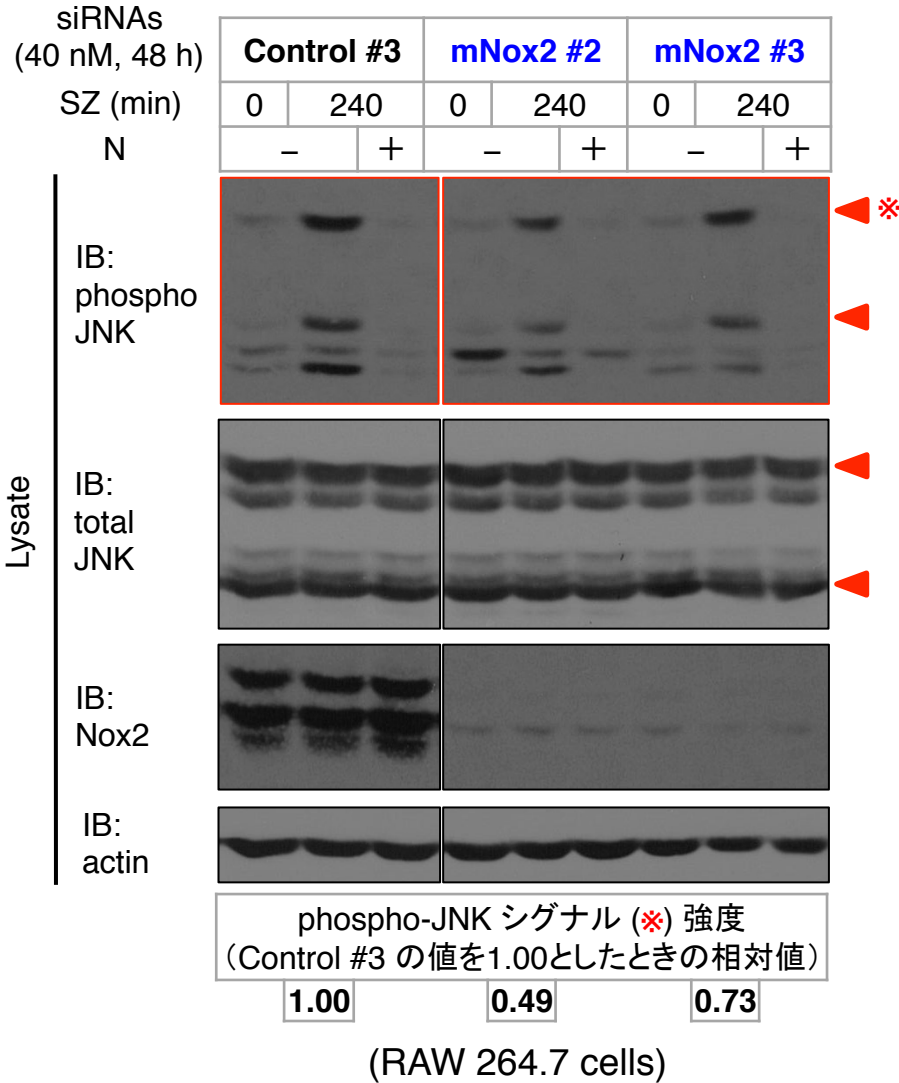 siRNAs
(40 nM, 48 h)
Control #3 mNox2 #2 mNox2 #3
SZ (min) 0 240 0 240 0 240
N − + − + − +
※
IB:
phospho
JNK
IB:
total
JNK
IB:
Nox2
IB:
actin
Lysate
phospho-JNK シグナル (※) 強度
（Control #3 の値を1.00としたときの相対値）
1.00 0.49 0.73
(RAW 264.7 cells)